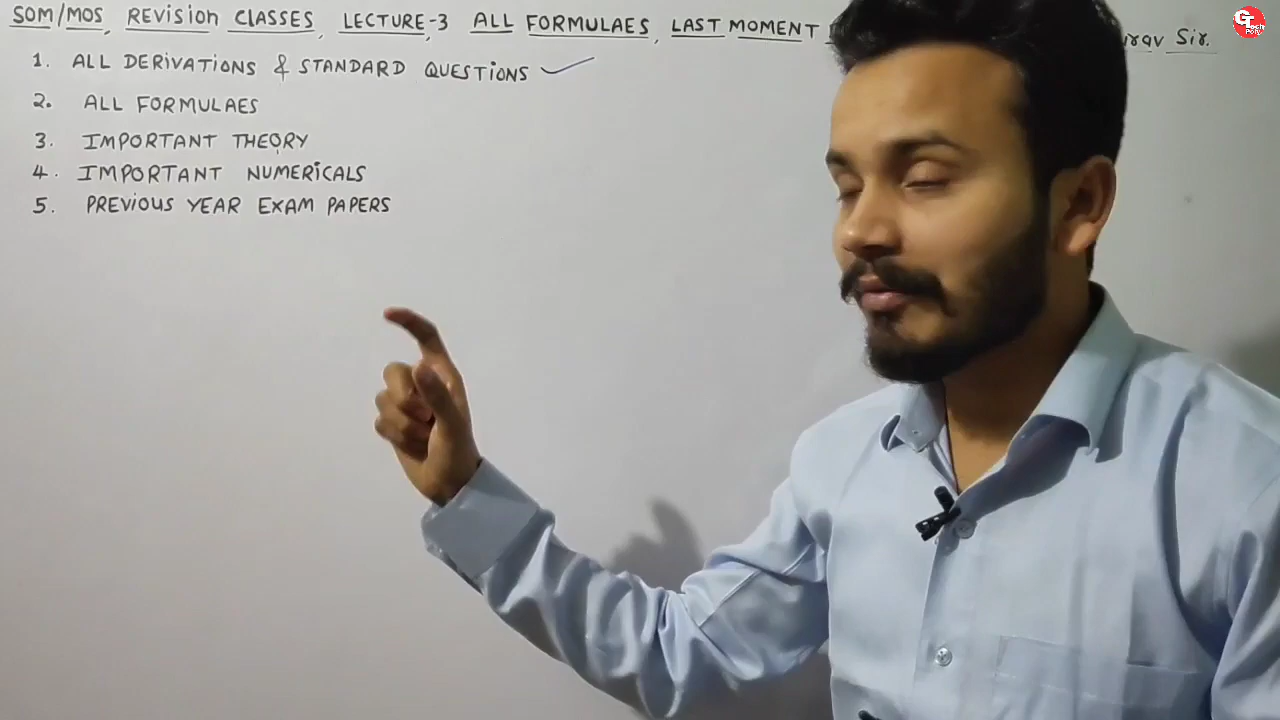 SOM/MOS, REVISION CLASSES, LECTURE-3, ALL FORMULAES, LAST MOMENT Sir.
1. ALL DERIVATIONS & STANDARD QUESTIONS ✓
2. ALL FORMULAES
3. IMPORTANT THEORY
4. IMPORTANT NUMERICALS
5. PREVIOUS YEAR EXAM PAPERS